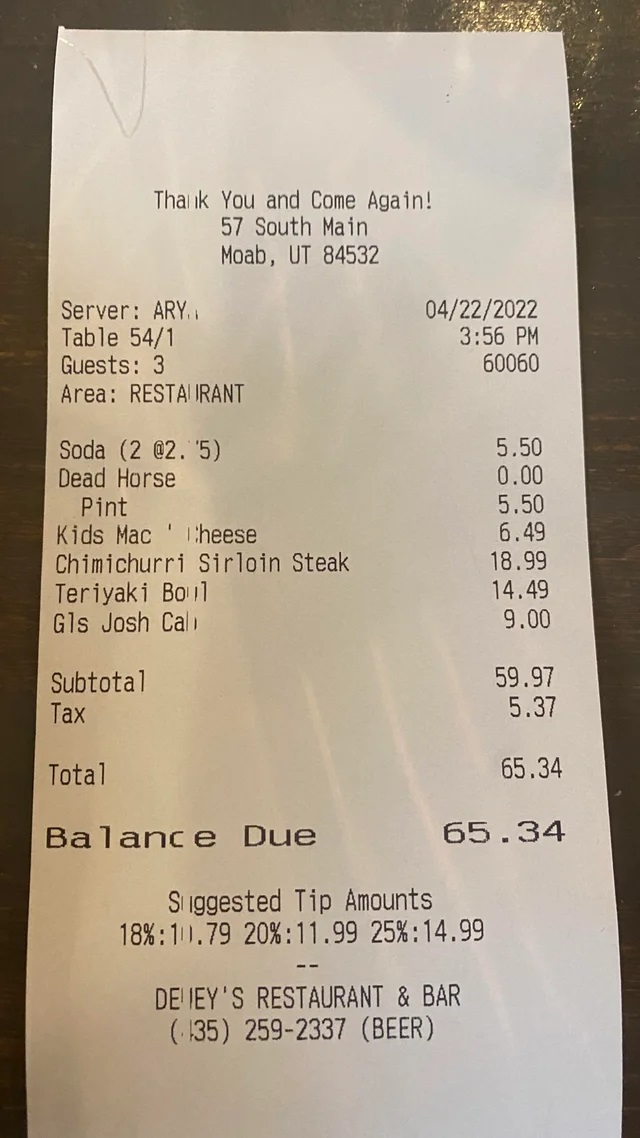 Thank You and Come Again!
57 South Main
Moab, UT 84532
Server: 04/22/2022
Table 54/1 3:56 PM
Guests: 3 60060
Area: RESTAURANT
Soda (2 @2.75) 5.50
Dead Horse 0.00
Pint 5.50
Kids Mac ' Cheese 6.49
Chimichurri Sirloin Steak 18.99
Teriyaki Bowl 14.49
Gls Josh Cab 9.00
Subtotal 59.97
Tax 5.37
Total 65.34
Balance Due 65.34
Suggested Tip Amounts
18%:10.79 20%:11.99 25%:14.99
--
DEWEY'S RESTAURANT & BAR
(435) 259-2337 (BEER)